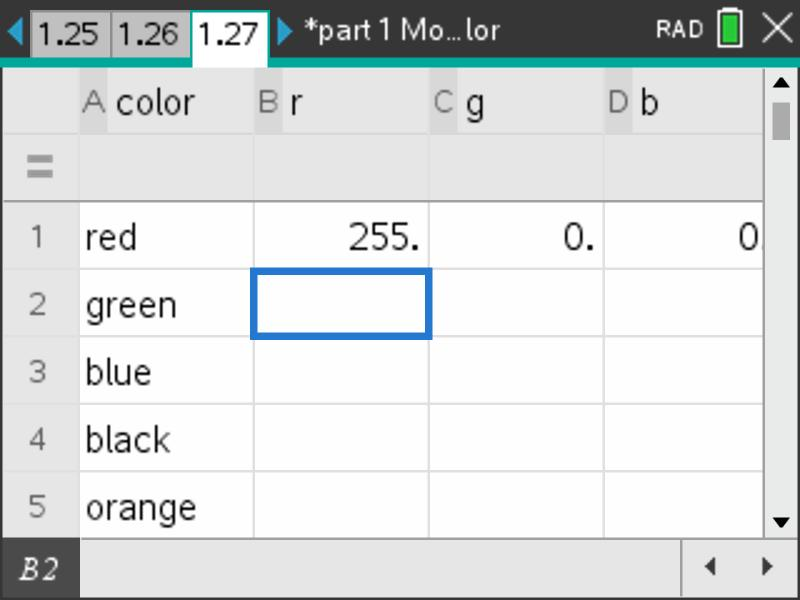 1.25 1.26 1.27 *part 1 Mo...lor RAD
A color B r C g D b
=
1 red 255. 0. 0.
2 green
3 blue
4 black
5 orange
B2